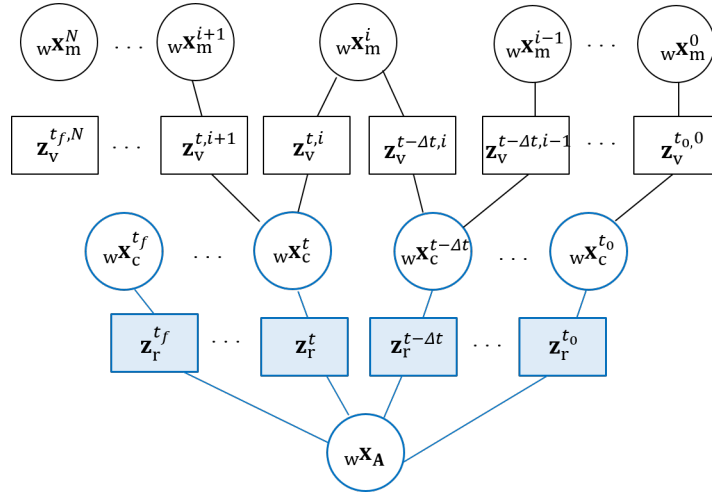 wx_m^N . . . wx_m^{i+1} wx_m^i wx_m^{i−1} . . . wx_m^0
z_v^{t_f,N} . . . z_v^{t,i+1} z_v^{t,i} z_v^{t−Δt,i} z_v^{t−Δt,i−1} . . . z_v^{t_0,0}
wx_c^{t_f} . . . wx_c^t wx_c^{t−Δt} . . . wx_c^{t_0}
z_r^{t_f} . . . z_r^t z_r^{t−Δt} . . . z_r^{t_0}
wx_A